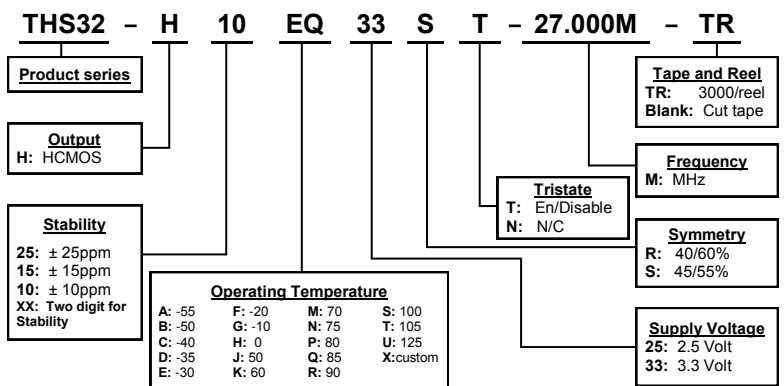 THS32 – H 10 EQ 33 S T – 27.000M – TR
Product series
Output
H: HCMOS
Stability
25: ± 25ppm
15: ± 15ppm
10: ± 10ppm
XX: Two digit for
Stability
Operating Temperature
A: -55 F: -20 M: 70 S: 100
B: -50 G: -10 N: 75 T: 105
C: -40 H: 0 P: 80 U: 125
D: -35 J: 50 Q: 85 X:custom
E: -30 K: 60 R: 90
Tristate
T: En/Disable
N: N/C
Tape and Reel
TR: 3000/reel
Blank: Cut tape
Frequency
M: MHz
Symmetry
R: 40/60%
S: 45/55%
Supply Voltage
25: 2.5 Volt
33: 3.3 Volt